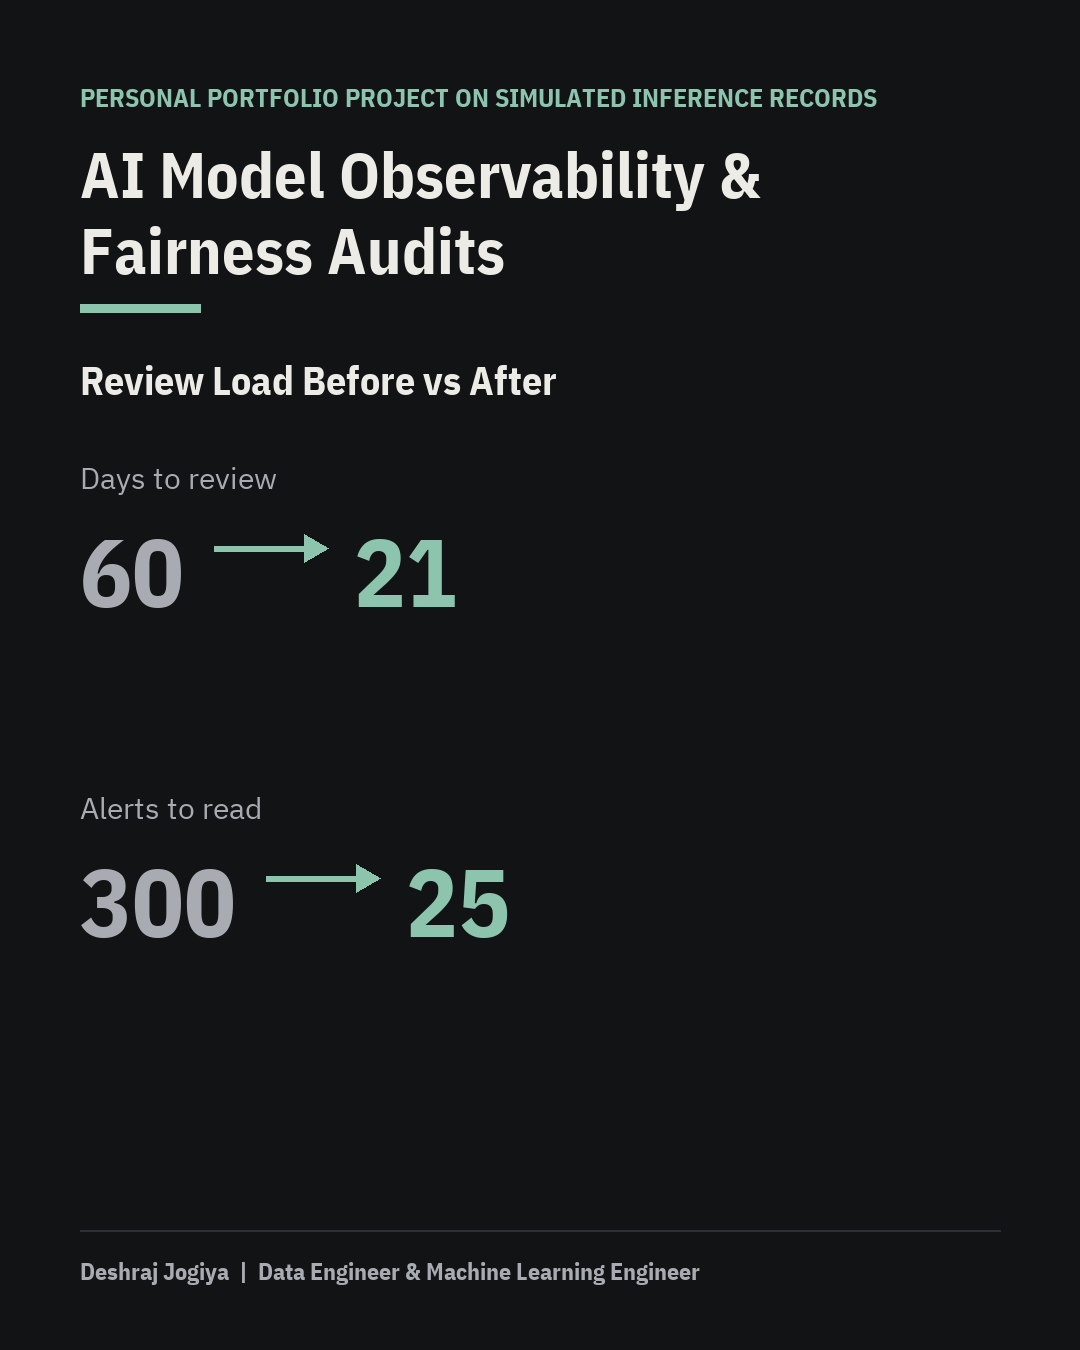 PERSONAL PORTFOLIO PROJECT ON SIMULATED INFERENCE RECORDS
AI Model Observability &
Fairness Audits
Review Load Before vs After
Days to review
60 21
Alerts to read
300 25
Deshraj Jogiya | Data Engineer & Machine Learning Engineer